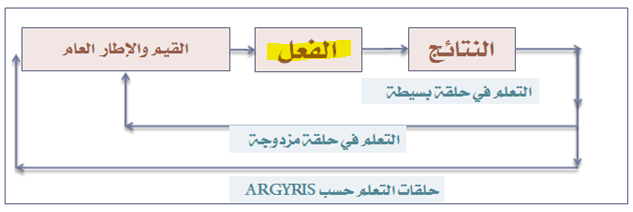 القيم والإطار العام
الفعل
النتائج
التعلم في حلقة بسيطة
التعلم في حلقة مزدوجة
حلقات التعلم حسب ARGYRIS